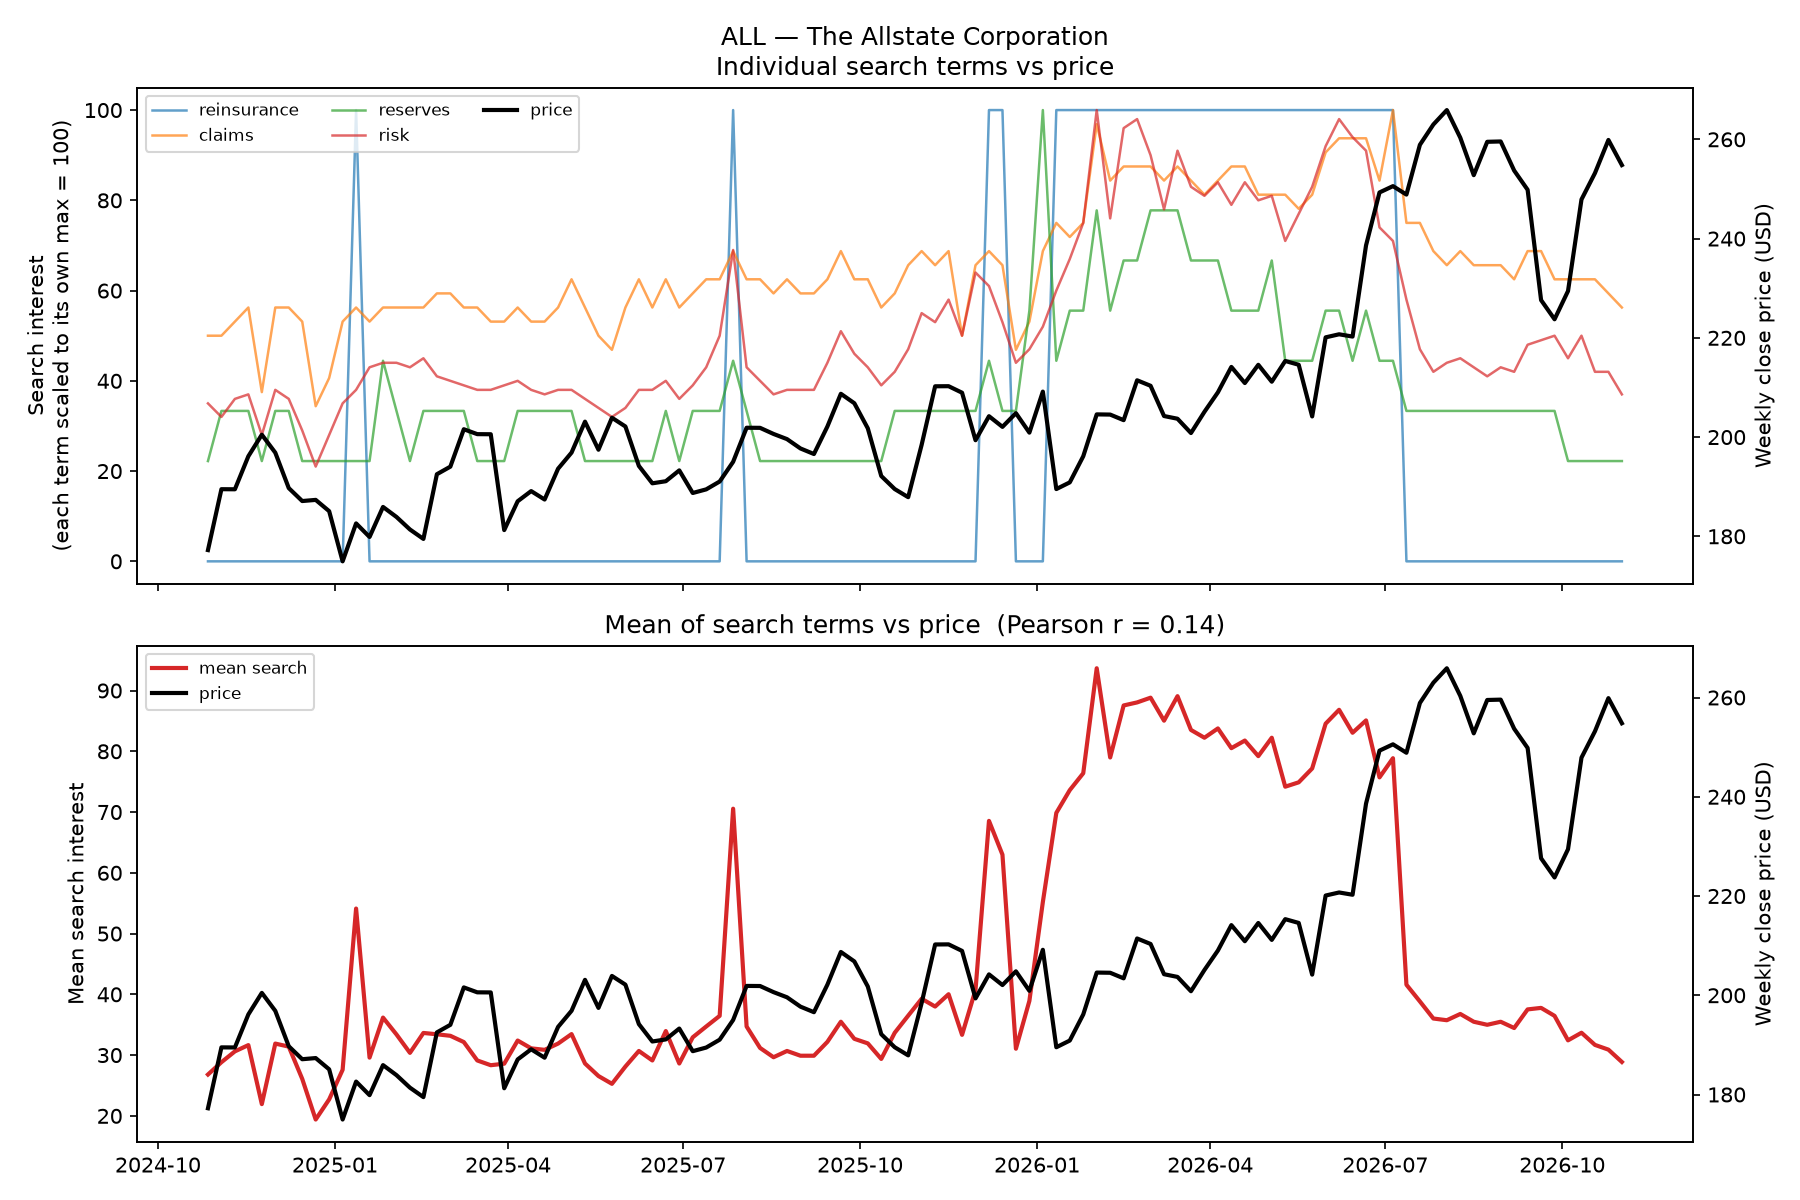 ALL — The Allstate Corporation
Individual search terms vs price
reinsurance
claims
reserves
risk
price
Search interest
(each term scaled to its own max = 100)
100
80
60
40
20
0
260
240
220
200
180
Weekly close price (USD)
Mean of search terms vs price (Pearson r = 0.14)
mean search
price
Mean search interest
90
80
70
60
50
40
30
20
260
240
220
200
180
Weekly close price (USD)
2024-10
2025-01
2025-04
2025-07
2025-10
2026-01
2026-04
2026-07
2026-10